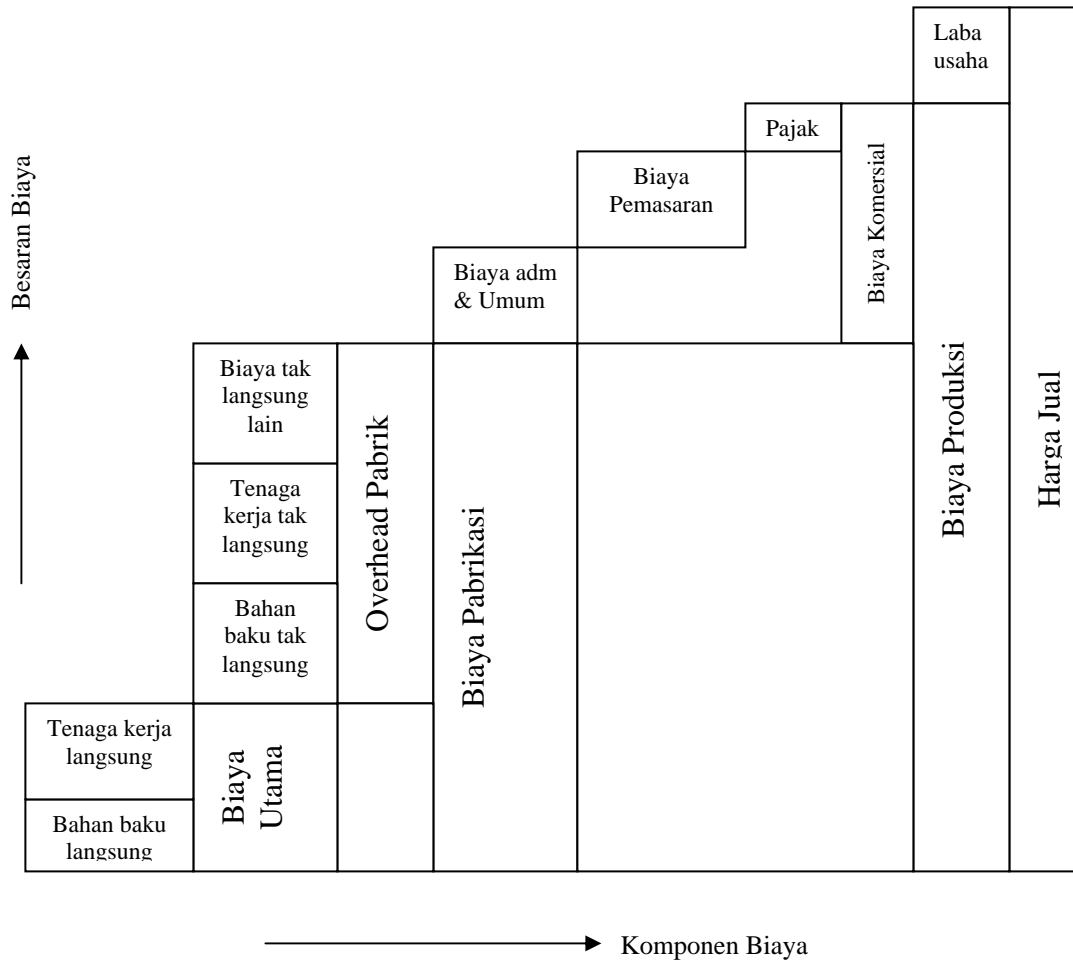 Laba
usaha
Pajak
Biaya
Pemasaran
Biaya Komersial
Besaran Biaya
Biaya adm
& Umum
Biaya tak
langsung
lain
Tenaga
kerja tak
langsung
Bahan
baku tak
langsung
Overhead Pabrik
Biaya Pabrikasi
Biaya Produksi
Harga Jual
Tenaga kerja
langsung
Biaya
Utama
Bahan baku
langsung
Komponen Biaya